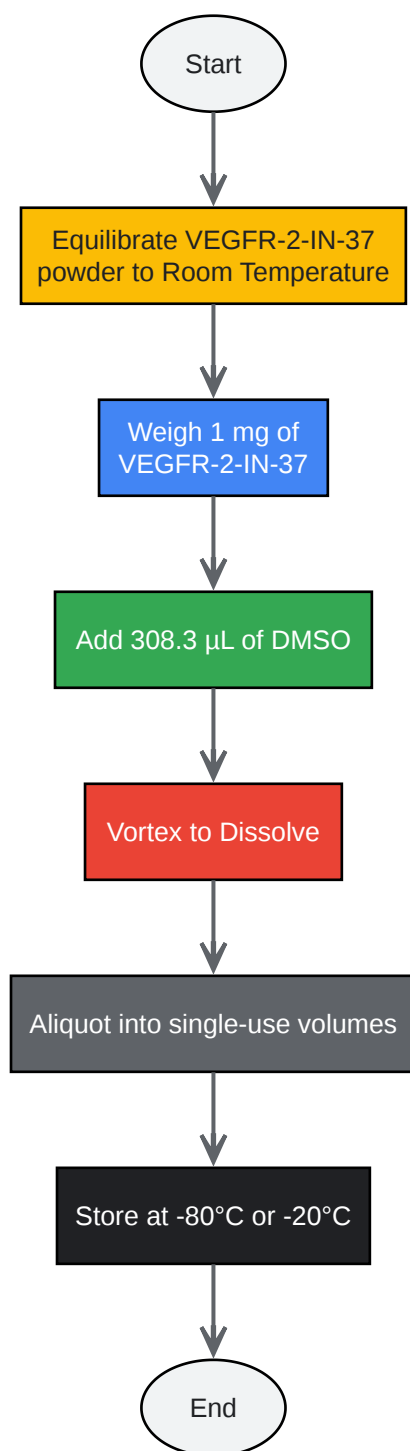 Start
Equilibrate VEGFR-2-IN-37
powder to Room Temperature
Weigh 1 mg of
VEGFR-2-IN-37
Add 308.3 µL of DMSO
Vortex to Dissolve
Aliquot into single-use volumes
Store at -80°C or -20°C
End